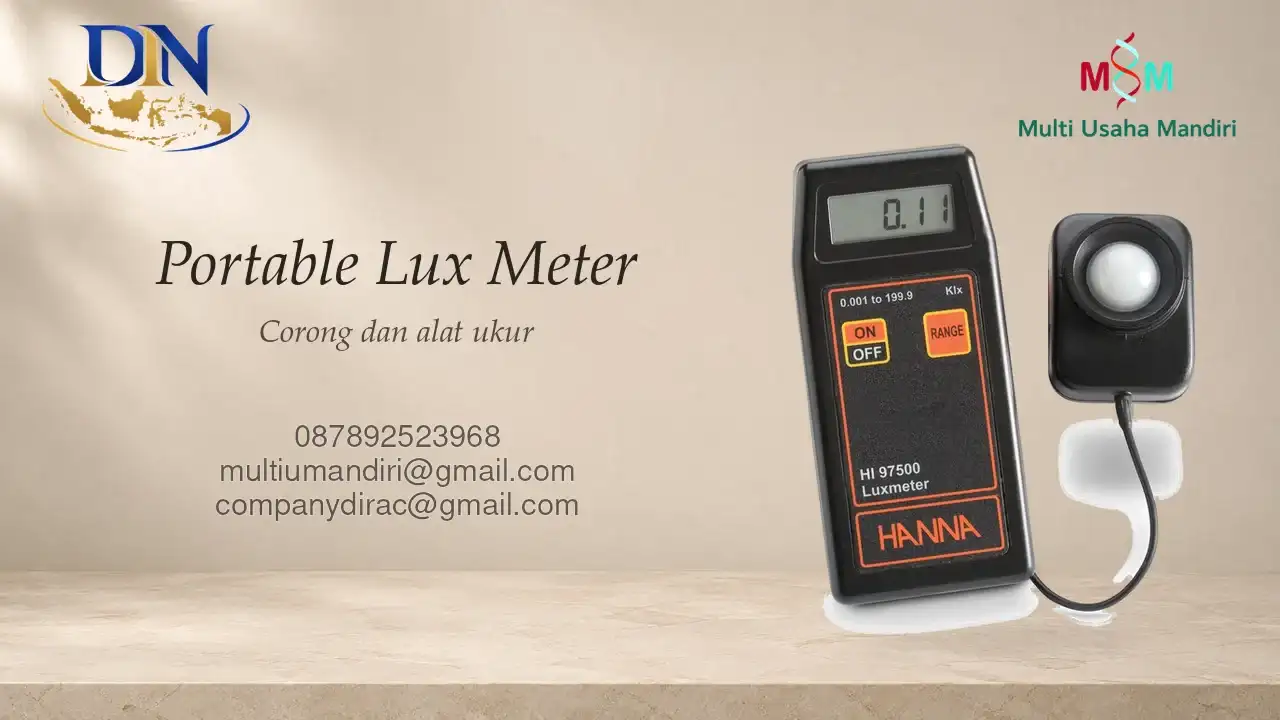 DN
MSM
Multi Usaha Mandiri
Portable Lux Meter
Corong dan alat ukur
087892523968
multiumandiri@gmail.com
companydirac@gmail.com
0.11
0.001 to 199.9 Klx
ON
OFF
RANGE
HI 97500
Luxmeter
HANNA